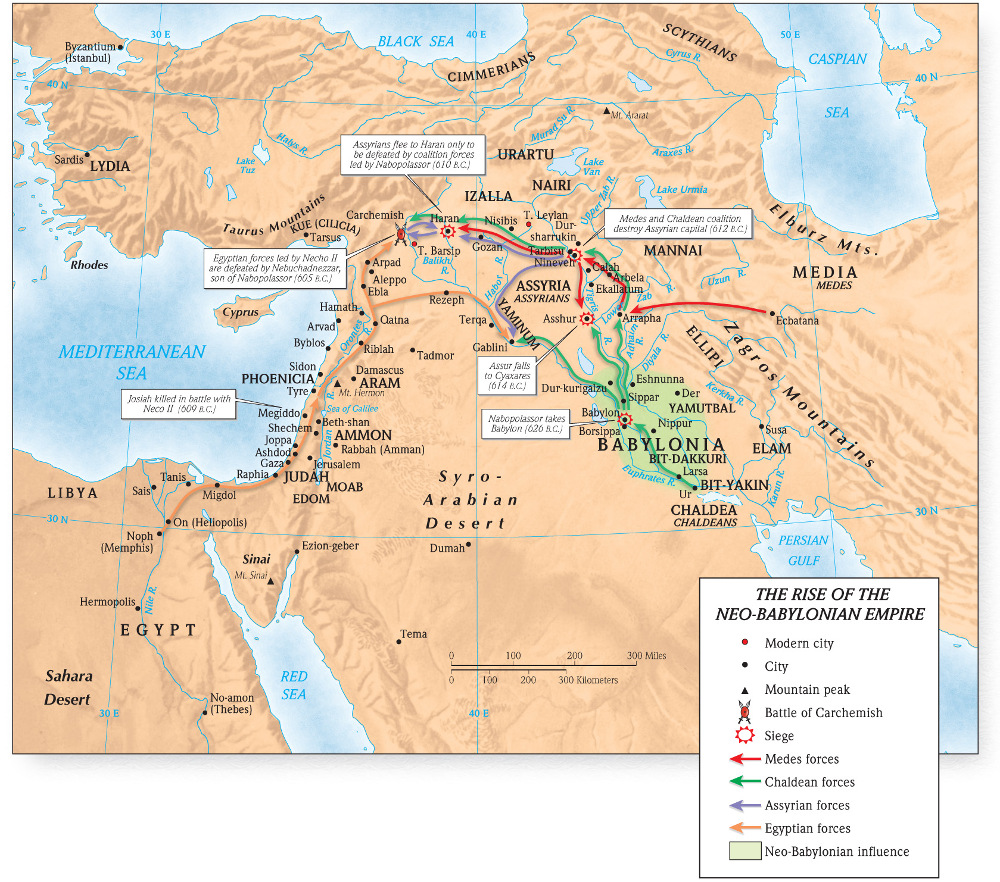 30 E
40 E
50 E
BLACK SEA
SCYTHIANS
Cyrus R.
CASPIAN
SEA
Byzantium
(Istanbul)
CIMMERIANS
40 N
40 N
Mt. Ararat
Murad Su R.
Halys R.
Araxes R.
Assyrians flee to Haran only to
be defeated by coalition forces
led by Nabopolassor (610 B.C.)
URARTU
Lake
Van
Sardis
LYDIA
Lake
Tuz
NAIRI
Upper Zab R.
Lake Urmia
IZALLA
Taurus Mountains
Carchemish
Haran
Nisibis
T. Leylan
Medes and Chaldean coalition
destroy Assyrian capital (612 B.C.)
Elburz Mts.
KUE (CILICIA)
Tarsus
Dur-
sharrukin
Gozan
Tarbisu
Nineveh
MANNAI
T. Barsip
Balikh
R.
Egyptian forces led by Necho II
are defeated by Nebuchadnezzar,
son of Nabopolassor (605 B.C.)
Rhodes
Arpad
Aleppo
Ebla
Habor R.
Calah
Arbela
Ekallatum
Uzun R.
MEDIA
MEDES
ASSYRIA
ASSYRIANS
Tigris
R.
Lower Zab R.
Rezeph
YAMINUM
Cyprus
Hamath
Arvad
Qatna
Terqa
Asshur
Arrapha
Ecbatana
Orontes R.
Adhaim
R.
Diyala R.
ELLIPI
Zagros Mountains
MEDITERRANEAN
SEA
Byblos
Riblah
Tadmor
Gablini
Assur falls
to Cyaxares
(614 B.C.)
Sidon
PHOENICIA
Damascus
ARAM
Tyre
Mt. Hermon
Dur-kurigalzu
Eshnunna
Sippar
Der
YAMUTBAL
Kerkha R.
Josiah killed in battle with
Neco II (609 B.C.)
Megiddo
Sea of Galilee
Nabopolassor takes
Babylon (626 B.C.)
Babylon
Borsippa
Nippur
Susa
Shechem
Beth-shan
AMMON
Joppa
Ashdod
Gaza
Jordan
R.
Rabbah (Amman)
BABYLONIA
BIT-DAKKURI
ELAM
Jerusalem
Raphia
JUDAH
MOAB
EDOM
Syro-
Arabian
Desert
Euphrates R.
Larsa
Ur
BIT-YAKIN
Karun R.
CHALDEA
CHALDEANS
LIBYA
Tanis
Sais
Migdol
30 N
30 N
On (Heliopolis)
Noph
(Memphis)
Ezion-geber
Dumah
Sinai
Mt. Sinai
PERSIAN
GULF
Hermopolis
Nile R.
EGYPT
Tema
0 100 200 300 Miles
0 100 200 300 Kilometers
Sahara
Desert
RED
SEA
No-amon
(Thebes)
30 E
40 E
THE RISE OF THE
NEO-BABYLONIAN EMPIRE
Modern city
City
Mountain peak
Battle of Carchemish
Siege
Medes forces
Chaldean forces
Assyrian forces
Egyptian forces
Neo-Babylonian influence